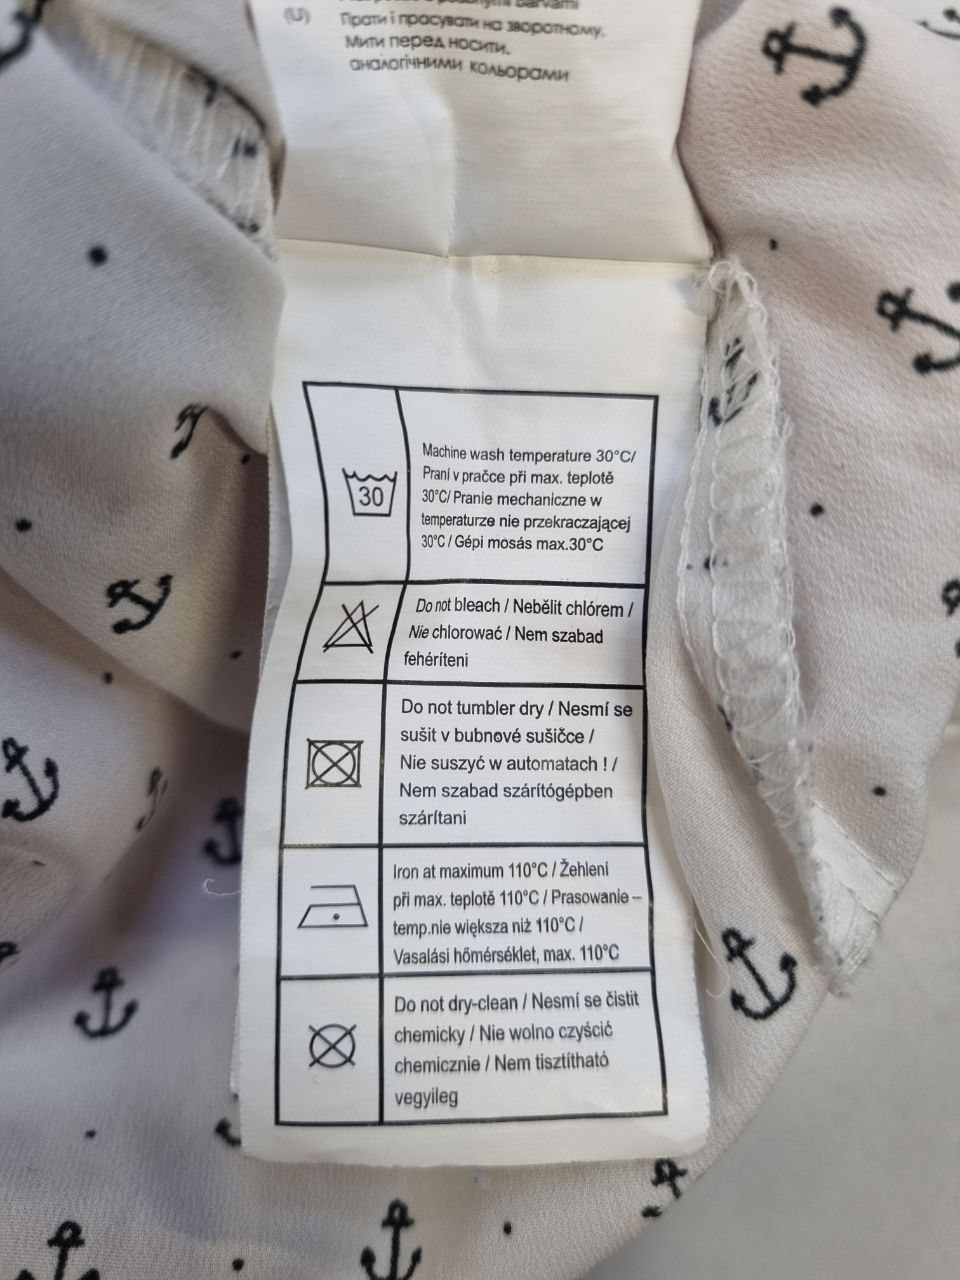 (U) Прати і прасувати на зворотному.
Мити перед носити.
аналогічними кольорами
30
Machine wash temperature 30°C/
Praní v pračce při max. teplotě
30°C/ Pranie mechaniczne w
temperaturze nie przekraczającej
30°C / Gépi mosás max.30°C
Do not bleach / Nebělit chlórem /
Nie chlorować / Nem szabad
fehéríteni
Do not tumbler dry / Nesmí se
sušit v bubnové sušičce /
Nie suszyć w automatach ! /
Nem szabad szárítógépben
szárítani
Iron at maximum 110°C / Žehlení
při max. teplotě 110°C / Prasowanie –
temp.nie większa niż 110°C /
Vasalási hőmérséklet, max. 110°C
Do not dry-clean / Nesmí se čistit
chemicky / Nie wolno czyścić
chemicznie / Nem tisztítható
vegyileg